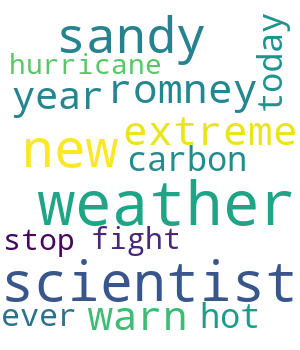 sandy
today
hurricane
year romney
new extreme
carbon
weather
stop fight
scientist
ever warn hot